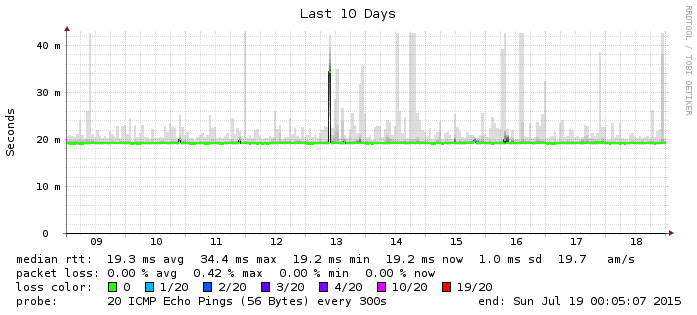 Last 10 Days
RRDTOOL / TOBI OETIKER
Seconds
40 m
30 m
20 m
10 m
0
09 10 11 12 13 14 15 16 17 18
median rtt: 19.3 ms avg 34.4 ms max 19.2 ms min 19.2 ms now 1.0 ms sd 19.7 am/s
packet loss: 0.00 % avg 0.42 % max 0.00 % min 0.00 % now
loss color: 0 1/20 2/20 3/20 4/20 10/20 19/20
probe: 20 ICMP Echo Pings (56 Bytes) every 300s end: Sun Jul 19 00:05:07 2015